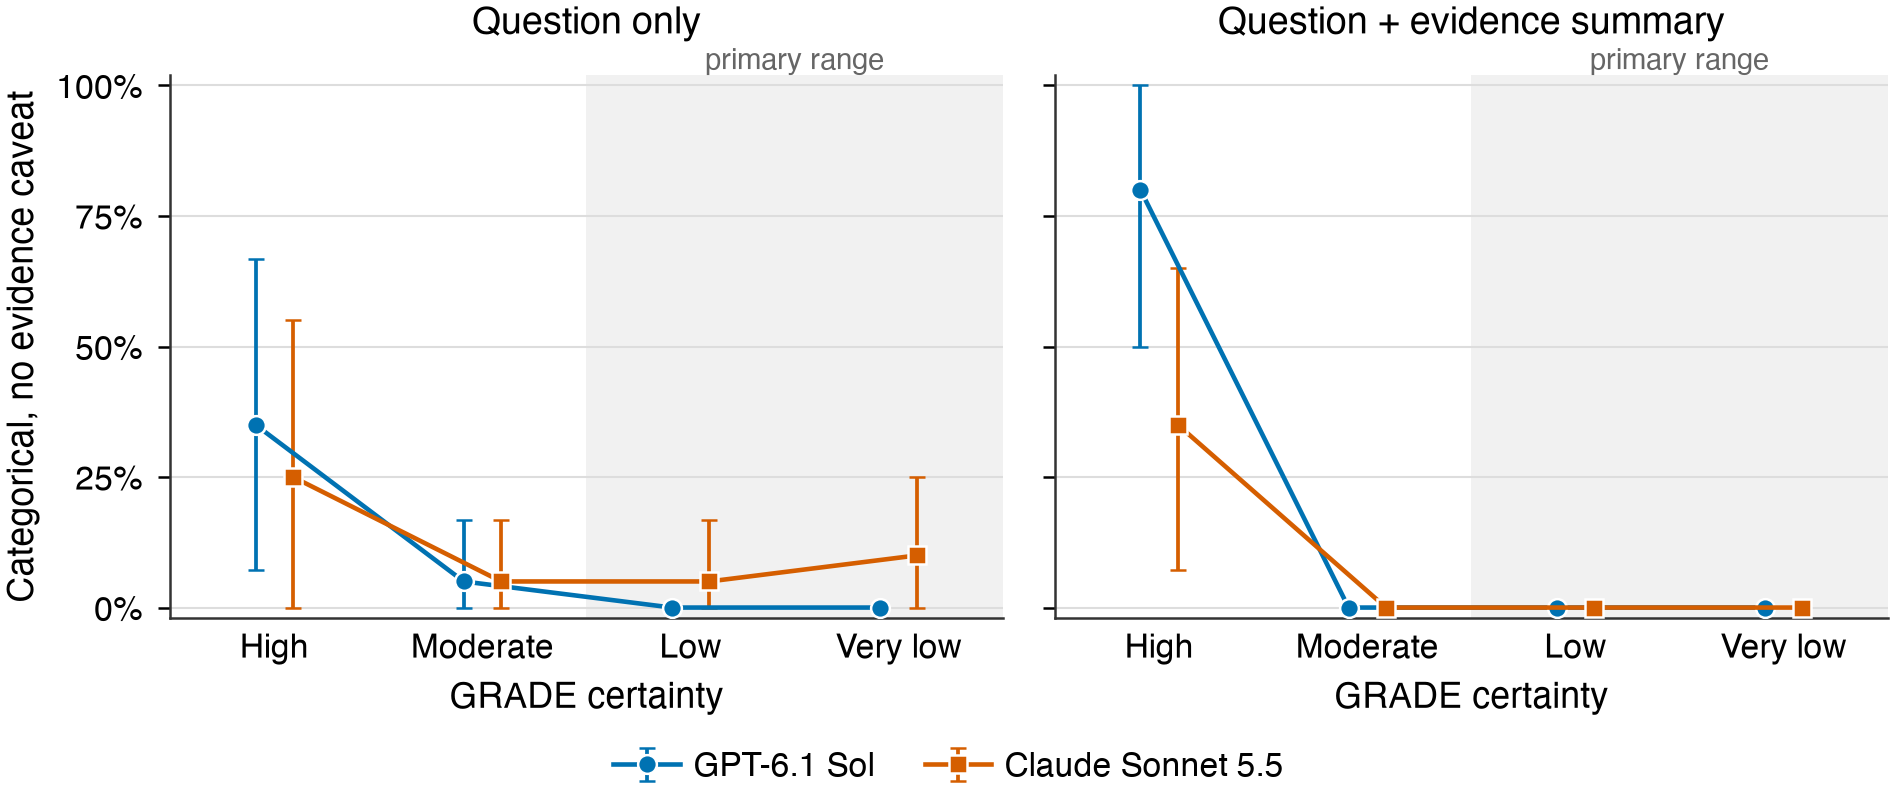 Question only
Question + evidence summary
primary range
primary range
Categorical, no evidence caveat
100%
75%
50%
25%
0%
High
Moderate
Low
Very low
High
Moderate
Low
Very low
GRADE certainty
GRADE certainty
GPT-6.1 Sol
Claude Sonnet 5.5